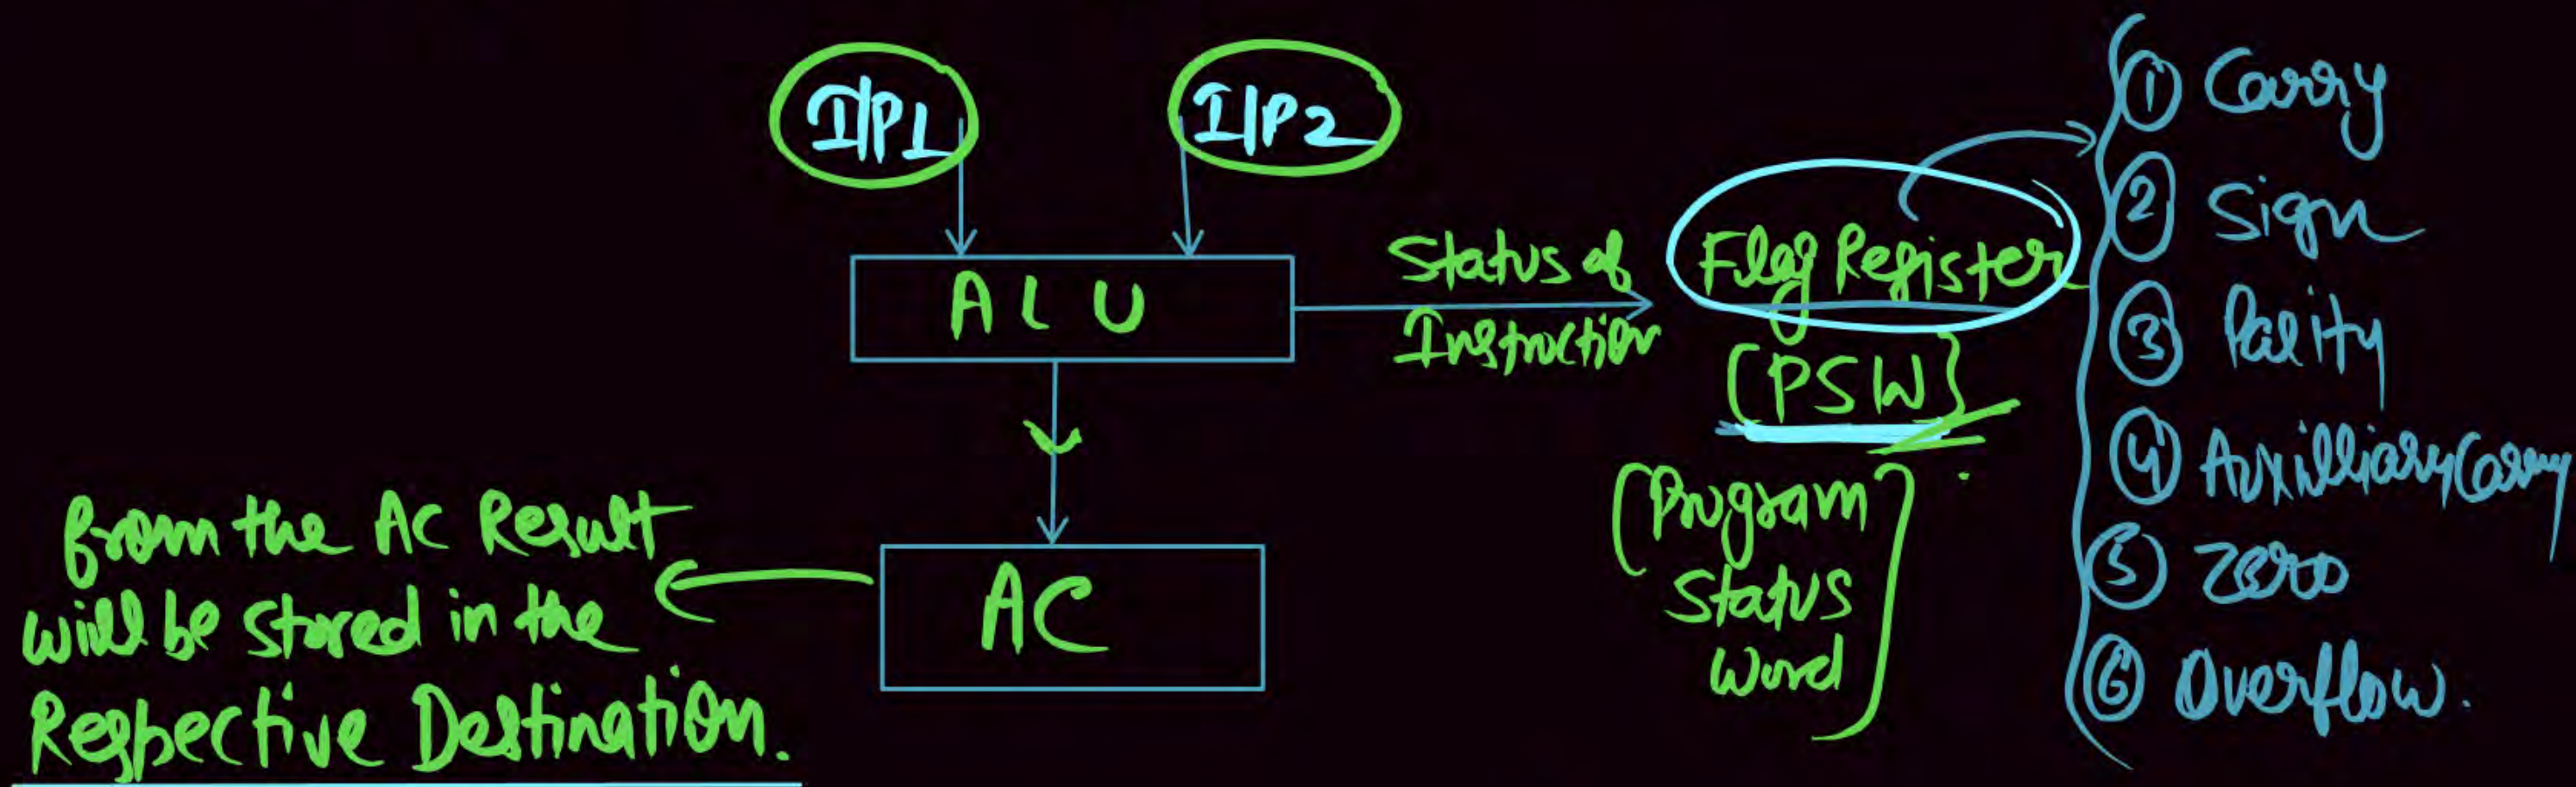 I/P1
I/P2
ALU
Status of
Instruction
Flag Register
[PSW]
[Program
Status
Word]
AC
from the AC Result
will be stored in the
Respective Destination.
① Carry
② Sign
③ Parity
④ Auxilliary Carry
⑤ Zero
⑥ Overflow.